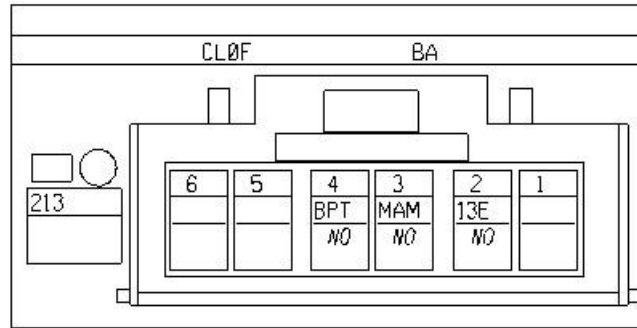 CLØF BA
6 5 4 3 2 1
213 BPT MAM 13E
NO NO NO